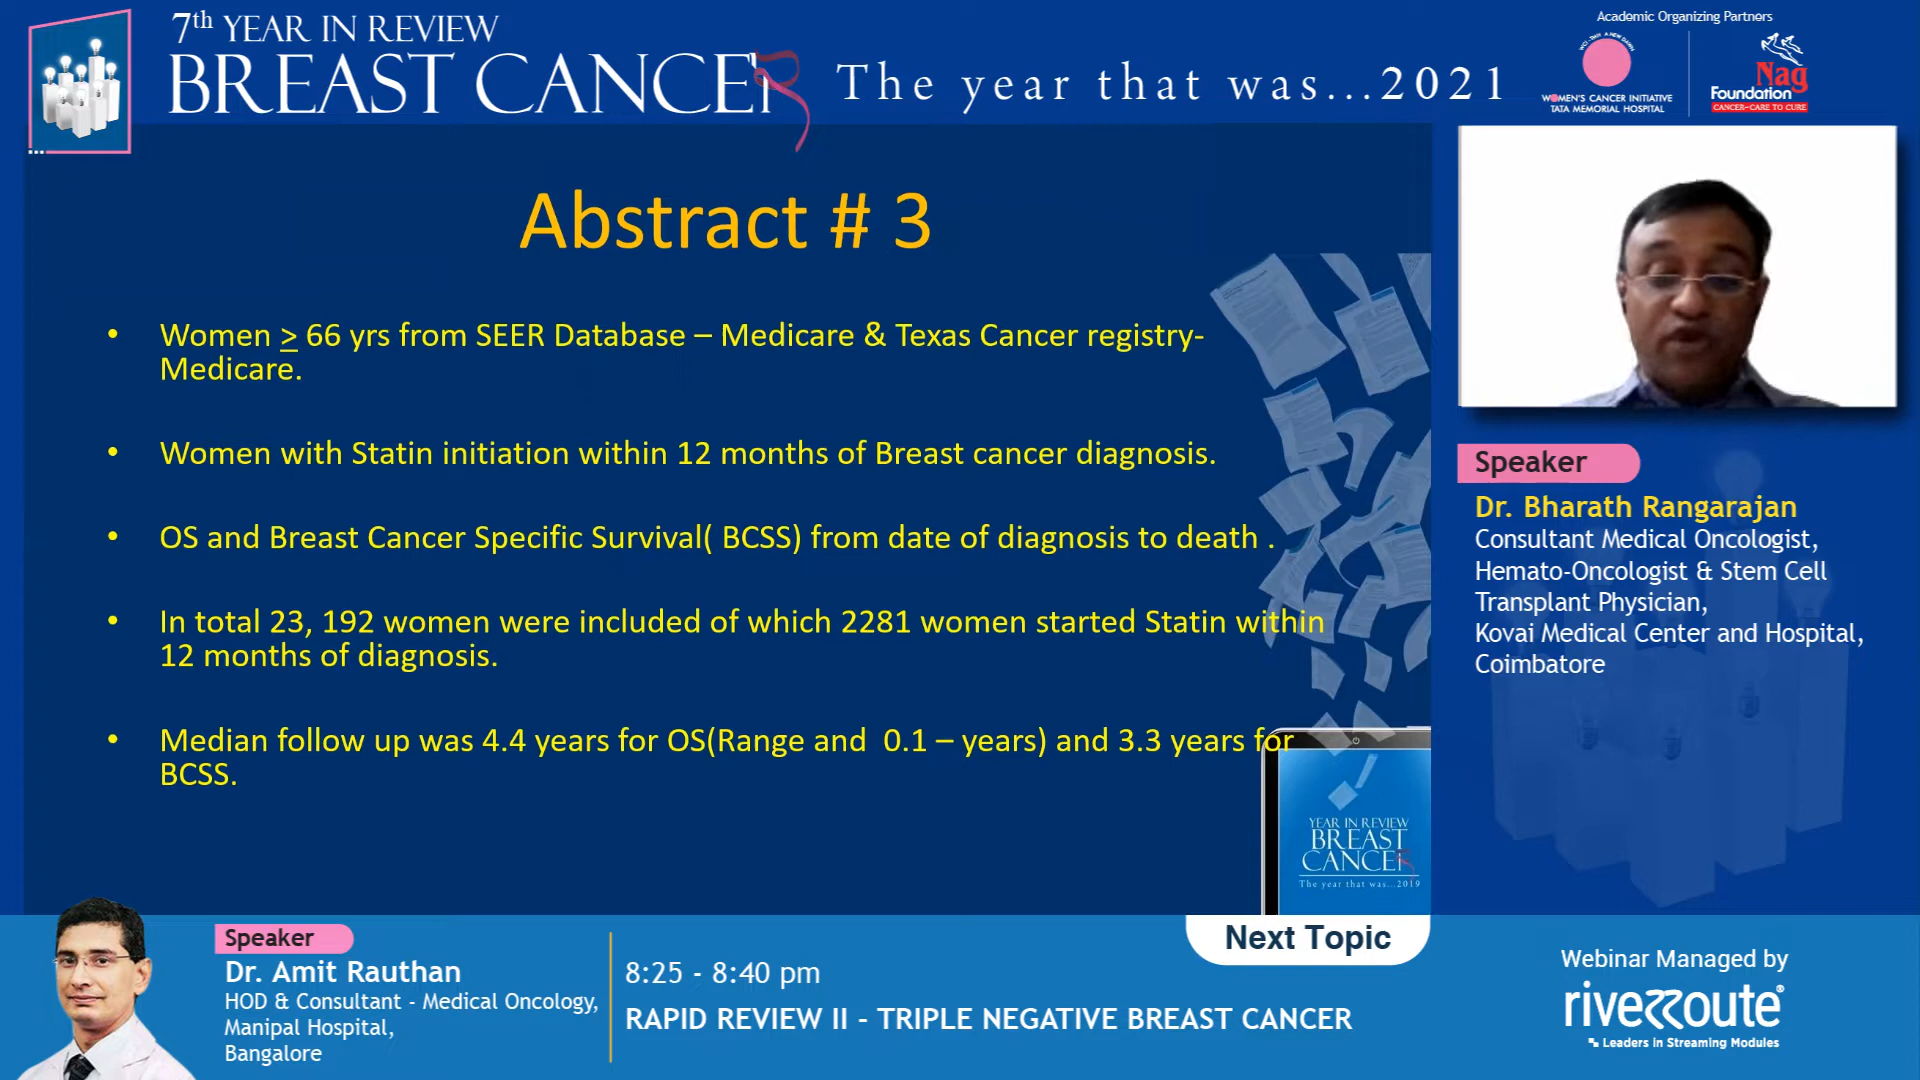 7th YEAR IN REVIEW
BREAST CANCER
The year that was...2021
Academic Organizing Partners
WOMEN'S CANCER INITIATIVE
TATA MEMORIAL HOSPITAL
Nag
Foundation
CANCER-CARE TO CURE
Abstract # 3
• Women > 66 yrs from SEER Database – Medicare & Texas Cancer registry-
Medicare.
• Women with Statin initiation within 12 months of Breast cancer diagnosis.
• OS and Breast Cancer Specific Survival( BCSS) from date of diagnosis to death .
• In total 23, 192 women were included of which 2281 women started Statin within
12 months of diagnosis.
• Median follow up was 4.4 years for OS(Range and 0.1 – years) and 3.3 years for
BCSS.
YEAR IN REVIEW
BREAST
CANCER
The year that was...2019
Speaker
Dr. Bharath Rangarajan
Consultant Medical Oncologist,
Hemato-Oncologist & Stem Cell
Transplant Physician,
Kovai Medical Center and Hospital,
Coimbatore
Speaker
Dr. Amit Rauthan
HOD & Consultant - Medical Oncology,
Manipal Hospital,
Bangalore
Next Topic
8:25 - 8:40 pm
RAPID REVIEW II - TRIPLE NEGATIVE BREAST CANCER
Webinar Managed by
riverroute
Leaders in Streaming Modules